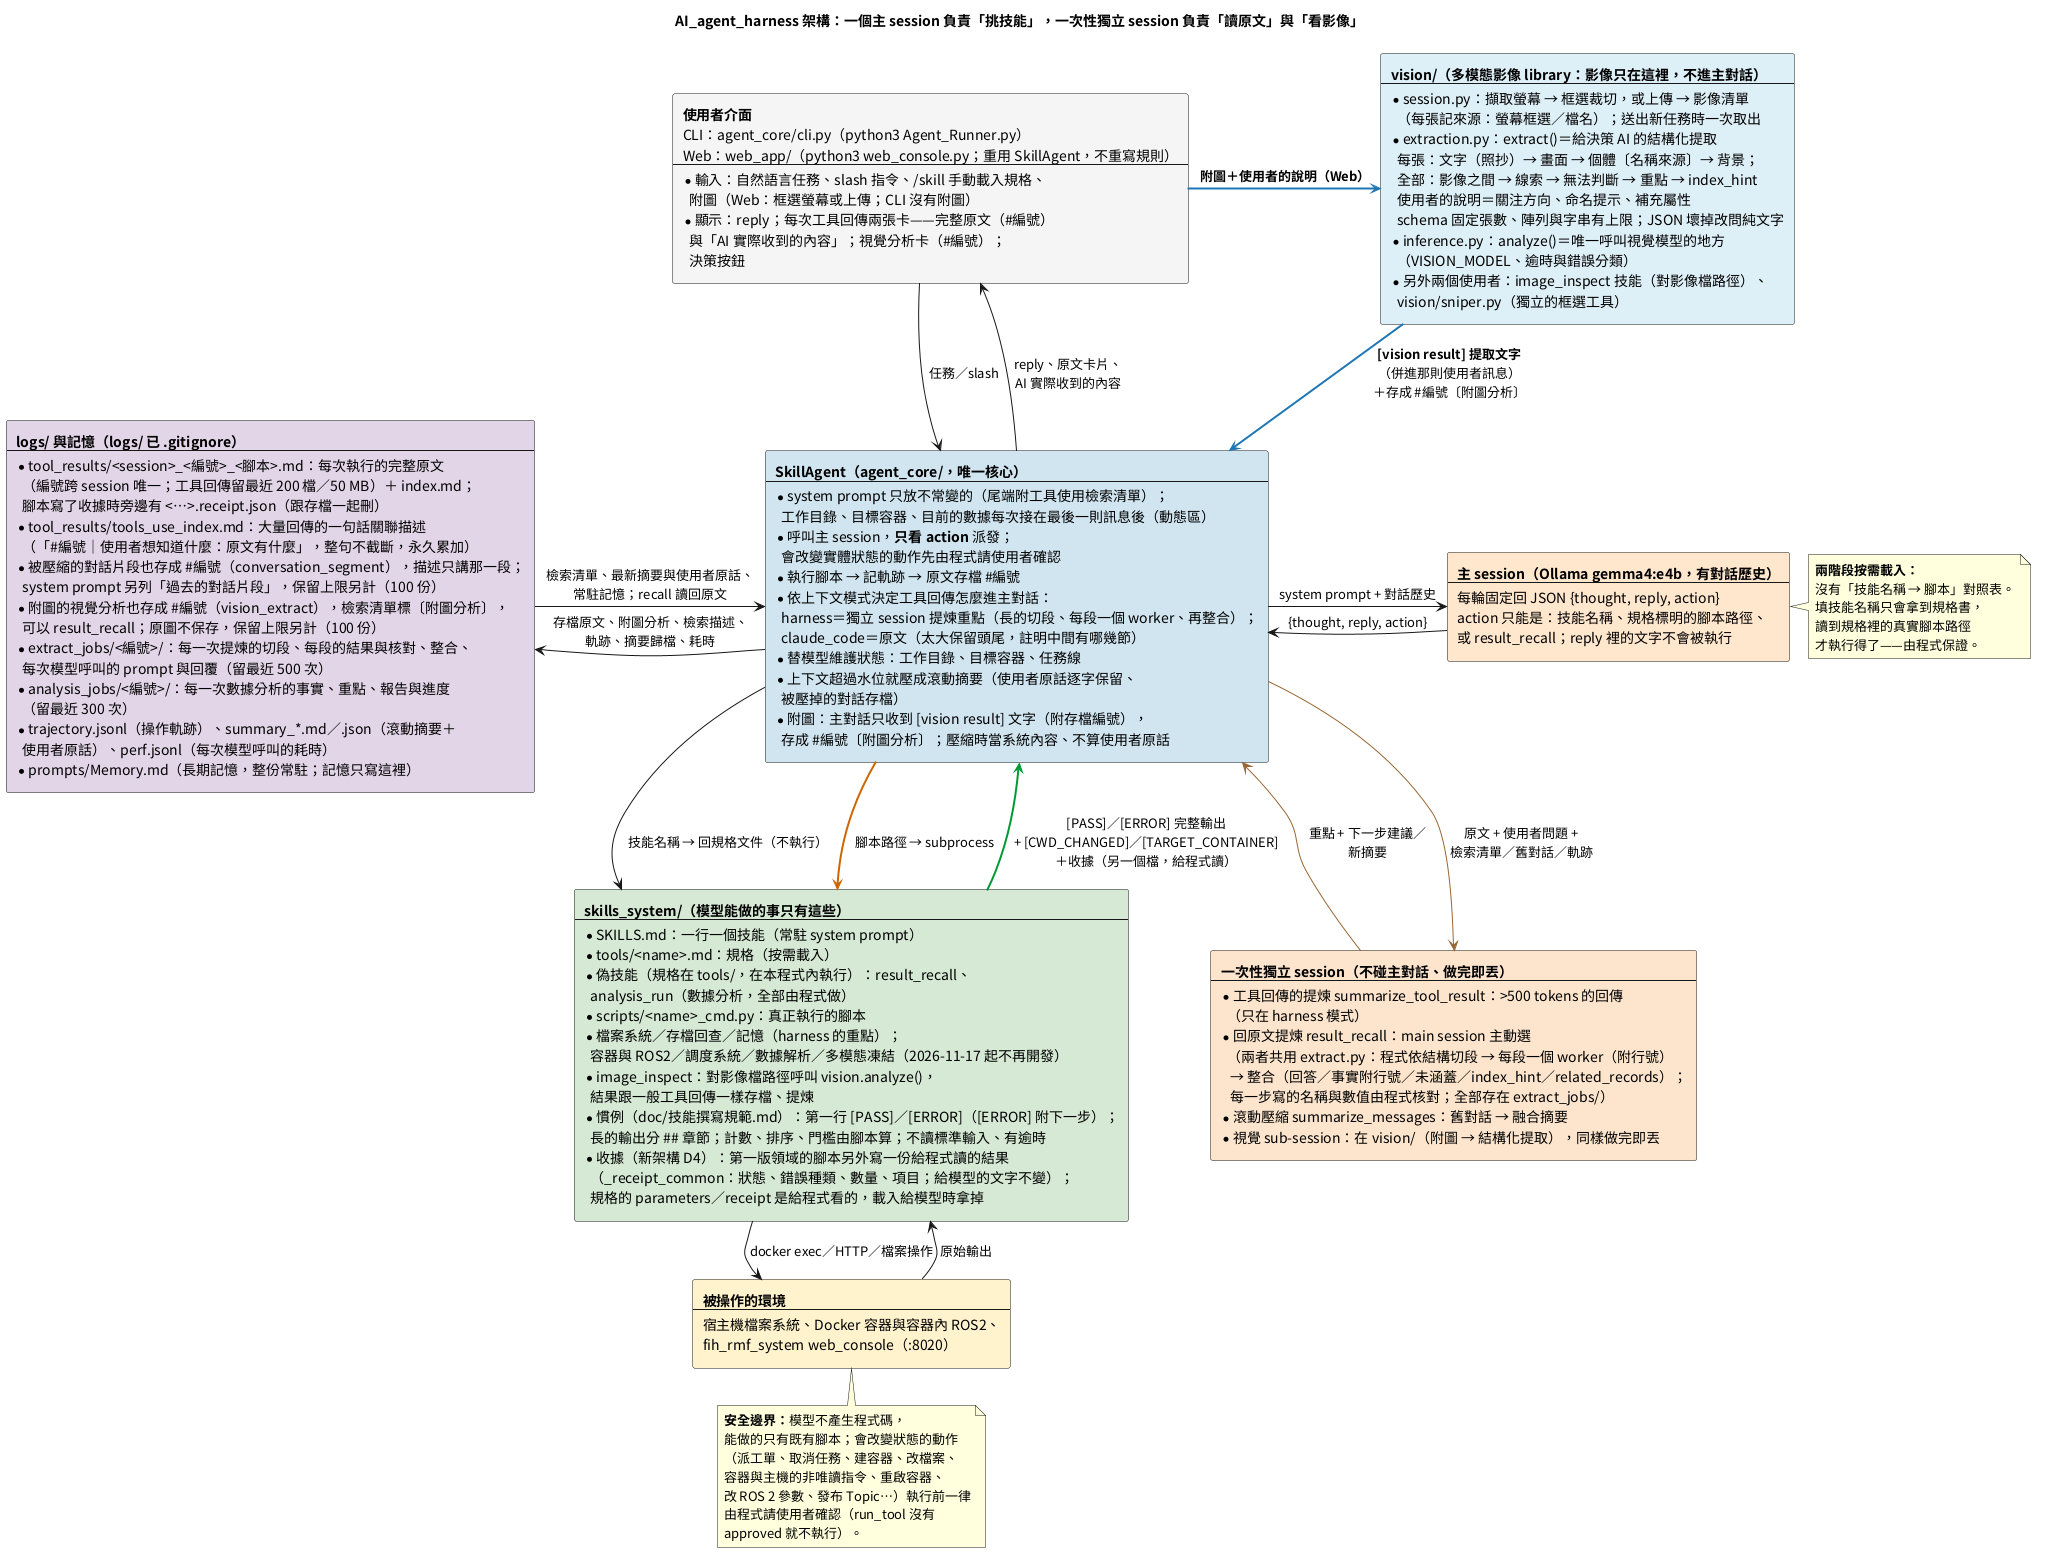 AI_agent_harness 架構：一個主 session 負責「挑技能」，一次性獨立 session 負責「讀原文」與「看影像」
vision/（多模態影像 library：影像只在這裡，不進主對話）
• session.py：擷取螢幕 → 框選裁切，或上傳 → 影像清單
（每張記來源：螢幕框選／檔名）；送出新任務時一次取出
• extraction.py：extract()＝給決策 AI 的結構化提取
每張：文字（照抄）→ 畫面 → 個體〔名稱來源〕→ 背景；
全部：影像之間 → 線索 → 無法判斷 → 重點 → index_hint
使用者的說明＝關注方向、命名提示、補充屬性
schema 固定張數、陣列與字串有上限；JSON 壞掉改問純文字
• inference.py：analyze()＝唯一呼叫視覺模型的地方
（VISION_MODEL、逾時與錯誤分類）
• 另外兩個使用者：image_inspect 技能（對影像檔路徑）、
vision/sniper.py（獨立的框選工具）
使用者介面
CLI：agent_core/cli.py（python3 Agent_Runner.py）
Web：web_app/（python3 web_console.py；重用 SkillAgent，不重寫規則）
• 輸入：自然語言任務、slash 指令、/skill 手動載入規格、
附圖（Web：框選螢幕或上傳；CLI 沒有附圖）
• 顯示：reply；每次工具回傳兩張卡——完整原文（#編號）
與「AI 實際收到的內容」；視覺分析卡（#編號）；
決策按鈕
附圖＋使用者的說明（Web）
任務／slash
reply、原文卡片、
AI 實際收到的內容
[vision result] 提取文字
（併進那則使用者訊息）
＋存成 #編號〔附圖分析〕
logs/ 與記憶（logs/ 已 .gitignore）
• tool_results/<session>_<編號>_<腳本>.md：每次執行的完整原文
（編號跨 session 唯一；工具回傳留最近 200 檔／50 MB）＋ index.md；
腳本寫了收據時旁邊有 <…>.receipt.json（跟存檔一起刪）
• tool_results/tools_use_index.md：大量回傳的一句話關聯描述
（「#編號｜使用者想知道什麼：原文有什麼」，整句不截斷，永久累加）
• 被壓縮的對話片段也存成 #編號（conversation_segment），描述只講那一段；
system prompt 另列「過去的對話片段」，保留上限另計（100 份）
• 附圖的視覺分析也存成 #編號（vision_extract），檢索清單標〔附圖分析〕，
可以 result_recall；原圖不保存，保留上限另計（100 份）
• extract_jobs/<編號>/：每一次提煉的切段、每段的結果與核對、整合、
每次模型呼叫的 prompt 與回覆（留最近 500 次）
• analysis_jobs/<編號>/：每一次數據分析的事實、重點、報告與進度
（留最近 300 次）
• trajectory.jsonl（操作軌跡）、summary_*.md／.json（滾動摘要＋
使用者原話）、perf.jsonl（每次模型呼叫的耗時）
• prompts/Memory.md（長期記憶，整份常駐；記憶只寫這裡）
檢索清單、最新摘要與使用者原話、
常駐記憶；recall 讀回原文
存檔原文、附圖分析、檢索描述、
軌跡、摘要歸檔、耗時
SkillAgent（agent_core/，唯一核心）
• system prompt 只放不常變的（尾端附工具使用檢索清單）；
工作目錄、目標容器、目前的數據每次接在最後一則訊息後（動態區）
• 呼叫主 session，只看 action 派發；
會改變實體狀態的動作先由程式請使用者確認
• 執行腳本 → 記軌跡 → 原文存檔 #編號
• 依上下文模式決定工具回傳怎麼進主對話：
harness＝獨立 session 提煉重點（長的切段、每段一個 worker、再整合）；
claude_code＝原文（太大保留頭尾，註明中間有哪幾節）
• 替模型維護狀態：工作目錄、目標容器、任務線
• 上下文超過水位就壓成滾動摘要（使用者原話逐字保留、
被壓掉的對話存檔）
• 附圖：主對話只收到 [vision result] 文字（附存檔編號），
存成 #編號〔附圖分析〕；壓縮時當系統內容、不算使用者原話
system prompt + 對話歷史
{thought, reply, action}
主 session（Ollama gemma4:e4b，有對話歷史）
每輪固定回 JSON {thought, reply, action}
action 只能是：技能名稱、規格標明的腳本路徑、
或 result_recall；reply 裡的文字不會被執行
兩階段按需載入：
沒有「技能名稱 → 腳本」對照表。
填技能名稱只會拿到規格書，
讀到規格裡的真實腳本路徑
才執行得了——由程式保證。
技能名稱 → 回規格文件（不執行）
腳本路徑 → subprocess
[PASS]／[ERROR] 完整輸出
+ [CWD_CHANGED]／[TARGET_CONTAINER]
＋收據（另一個檔，給程式讀）
重點 + 下一步建議／
新摘要
原文 + 使用者問題 +
檢索清單／舊對話／軌跡
skills_system/（模型能做的事只有這些）
• SKILLS.md：一行一個技能（常駐 system prompt）
• tools/<name>.md：規格（按需載入）
• 偽技能（規格在 tools/，在本程式內執行）：result_recall、
analysis_run（數據分析，全部由程式做）
• scripts/<name>_cmd.py：真正執行的腳本
• 檔案系統／存檔回查／記憶（harness 的重點）；
容器與 ROS2／調度系統／數據解析／多模態凍結（2026-11-17 起不再開發）
• image_inspect：對影像檔路徑呼叫 vision.analyze()，
結果跟一般工具回傳一樣存檔、提煉
• 慣例（doc/技能撰寫規範.md）：第一行 [PASS]／[ERROR]（[ERROR] 附下一步）；
長的輸出分 ## 章節；計數、排序、門檻由腳本算；不讀標準輸入、有逾時
• 收據（新架構 D4）：第一版領域的腳本另外寫一份給程式讀的結果
（_receipt_common：狀態、錯誤種類、數量、項目；給模型的文字不變）；
規格的 parameters／receipt 是給程式看的，載入給模型時拿掉
一次性獨立 session（不碰主對話、做完即丟）
• 工具回傳的提煉 summarize_tool_result：>500 tokens 的回傳
（只在 harness 模式）
• 回原文提煉 result_recall：main session 主動選
（兩者共用 extract.py：程式依結構切段 → 每段一個 worker（附行號）
→ 整合（回答／事實附行號／未涵蓋／index_hint／related_records）；
每一步寫的名稱與數值由程式核對；全部存在 extract_jobs/）
• 滾動壓縮 summarize_messages：舊對話 → 融合摘要
• 視覺 sub-session：在 vision/（附圖 → 結構化提取），同樣做完即丟
docker exec／HTTP／檔案操作
原始輸出
被操作的環境
宿主機檔案系統、Docker 容器與容器內 ROS2、
fih_rmf_system web_console（:8020）
安全邊界：模型不產生程式碼，
能做的只有既有腳本；會改變狀態的動作
（派工單、取消任務、建容器、改檔案、
容器與主機的非唯讀指令、重啟容器、
改 ROS 2 參數、發布 Topic…）執行前一律
由程式請使用者確認（run_tool 沒有
approved 就不執行）。